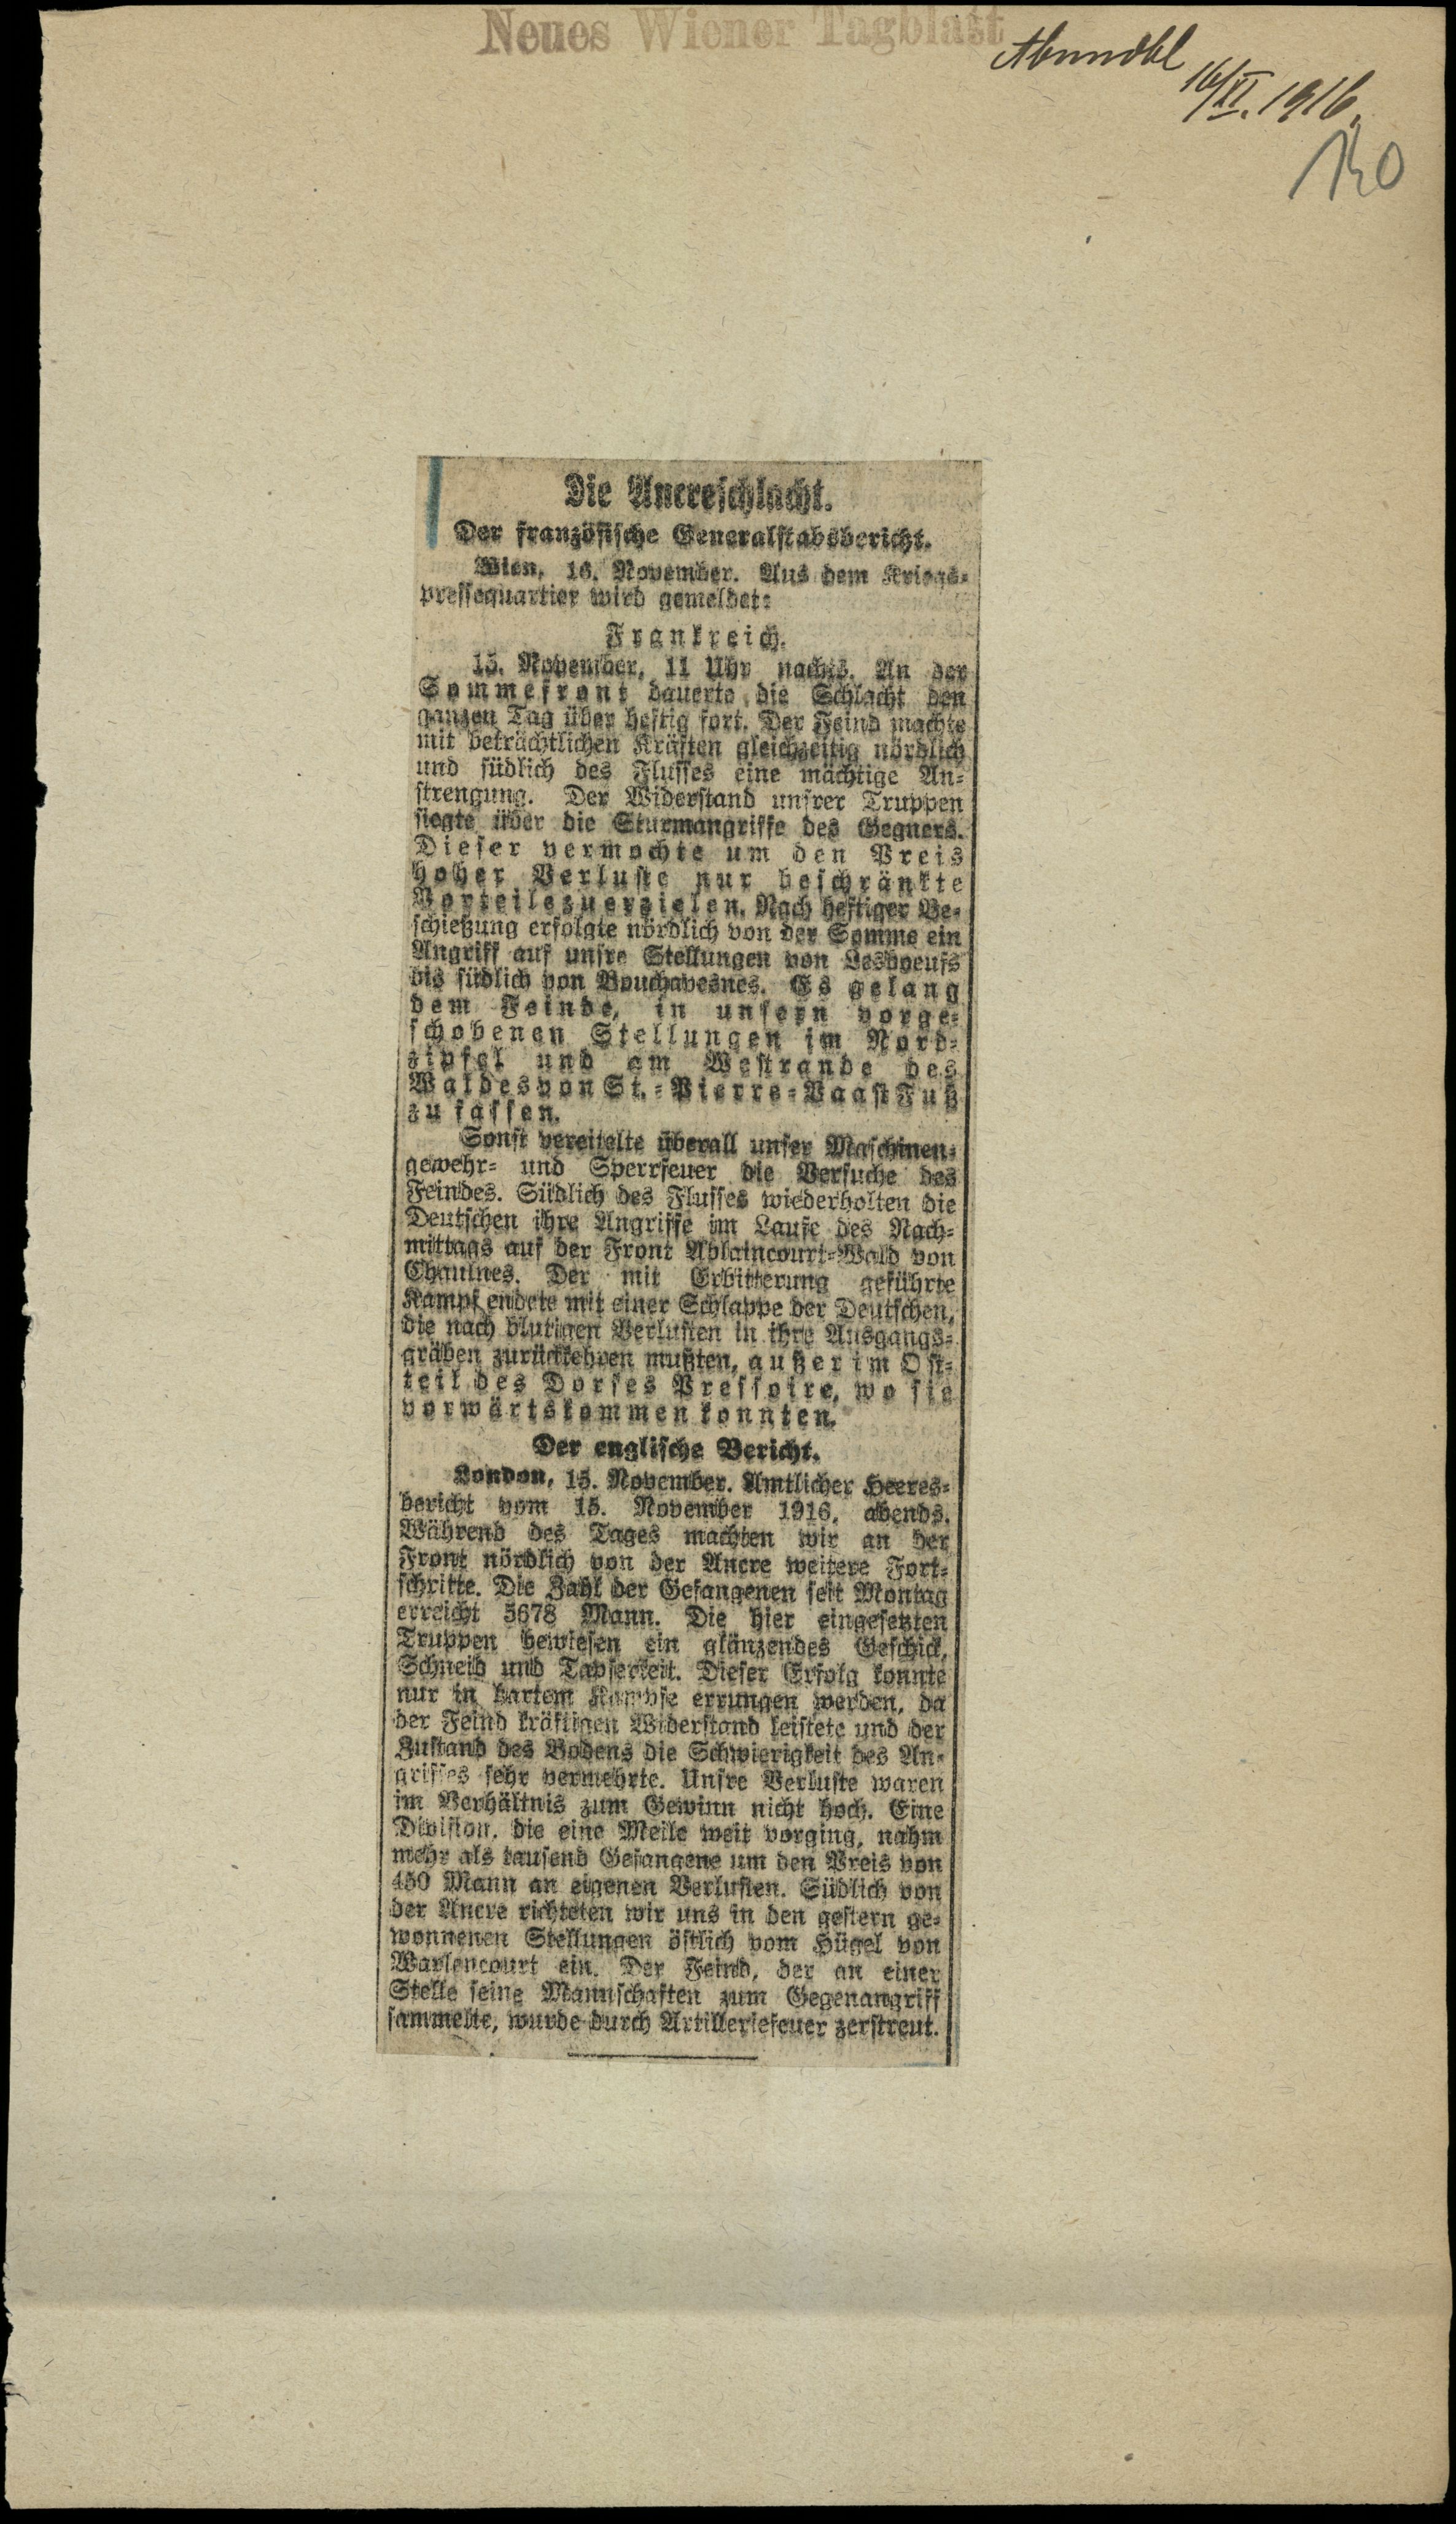 Neues Wiener Tagblatt
Abendbl
16/XI. 1916.
130
Die Ancreschlacht.
Der französische Generalstabsbericht.
Wien, 16. November. Aus dem Kriegs-
pressequartier wird gemeldet:
Frankreich.
15. November, 11 Uhr nachts. An der
Sommefront dauerte die Schlacht den
ganzen Tag über heftig fort. Der Feind machte
mit beträchtlichen Kräften gleichzeitig nördlich
und südlich des Flusses eine mächtige An-
strengung. Der Widerstand unsrer Truppen
siegte über die Sturmangriffe des Gegners.
Dieser vermochte um den Preis
hoher Verluste nur beschränkte
Vorteile zu erzielen. Nach heftiger Be-
schießung erfolgte nördlich von der Somme ein
Angriff auf unsre Stellungen von Lesboeufs
bis südlich von Bouchavesnes. Es gelang
dem Feinde, in unsern vorge-
schobenen Stellungen im Nord-
zipfel und am Westrande des
Waldes von St.-Pierre-Vaast Fuß
zu fassen.
Sonst vereitelte überall unser Maschinen-
gewehr- und Sperrfeuer die Versuche des
Feindes. Südlich des Flusses wiederholten die
Deutschen ihre Angriffe im Laufe des Nach-
mittags auf der Front Ablaincourt-Wald von
Chaulnes. Der mit Erbitterung geführte
Kampf endete mit einer Schlappe der Deutschen,
die nach blutigen Verlusten in ihre Ausgangs-
gräben zurückkehren mußten, außer im Ost-
teil des Dorfes Pressoire, wo sie
vorwärtskommen konnten.
Der englische Bericht.
London, 15. November. Amtlicher Heeres-
bericht vom 15. November 1916, abends.
Während des Tages machten wir an der
Front nördlich von der Ancre weitere Fort-
schritte. Die Zahl der Gefangenen seit Montag
erreicht 5678 Mann. Die hier eingesetzten
Truppen bewiesen ein glänzendes Geschick,
Schneid und Tapferkeit. Dieser Erfolg konnte
nur in hartem Kampfe errungen werden, da
der Feind kräftigen Widerstand leistete und der
Zustand des Bodens die Schwierigkeit des An-
griffes sehr vermehrte. Unsre Verluste waren
im Verhältnis zum Gewinn nicht hoch. Eine
Division, die eine Meile weit vorging, nahm
mehr als tausend Gefangene um den Preis von
450 Mann an eigenen Verlusten. Südlich von
der Ancre richteten wir uns in den gestern ge-
wonnenen Stellungen östlich vom Hügel von
Warlencourt ein. Der Feind, der an einer
Stelle seine Mannschaften zum Gegenangriff
sammelte, wurde durch Artilleriefeuer zerstreut.